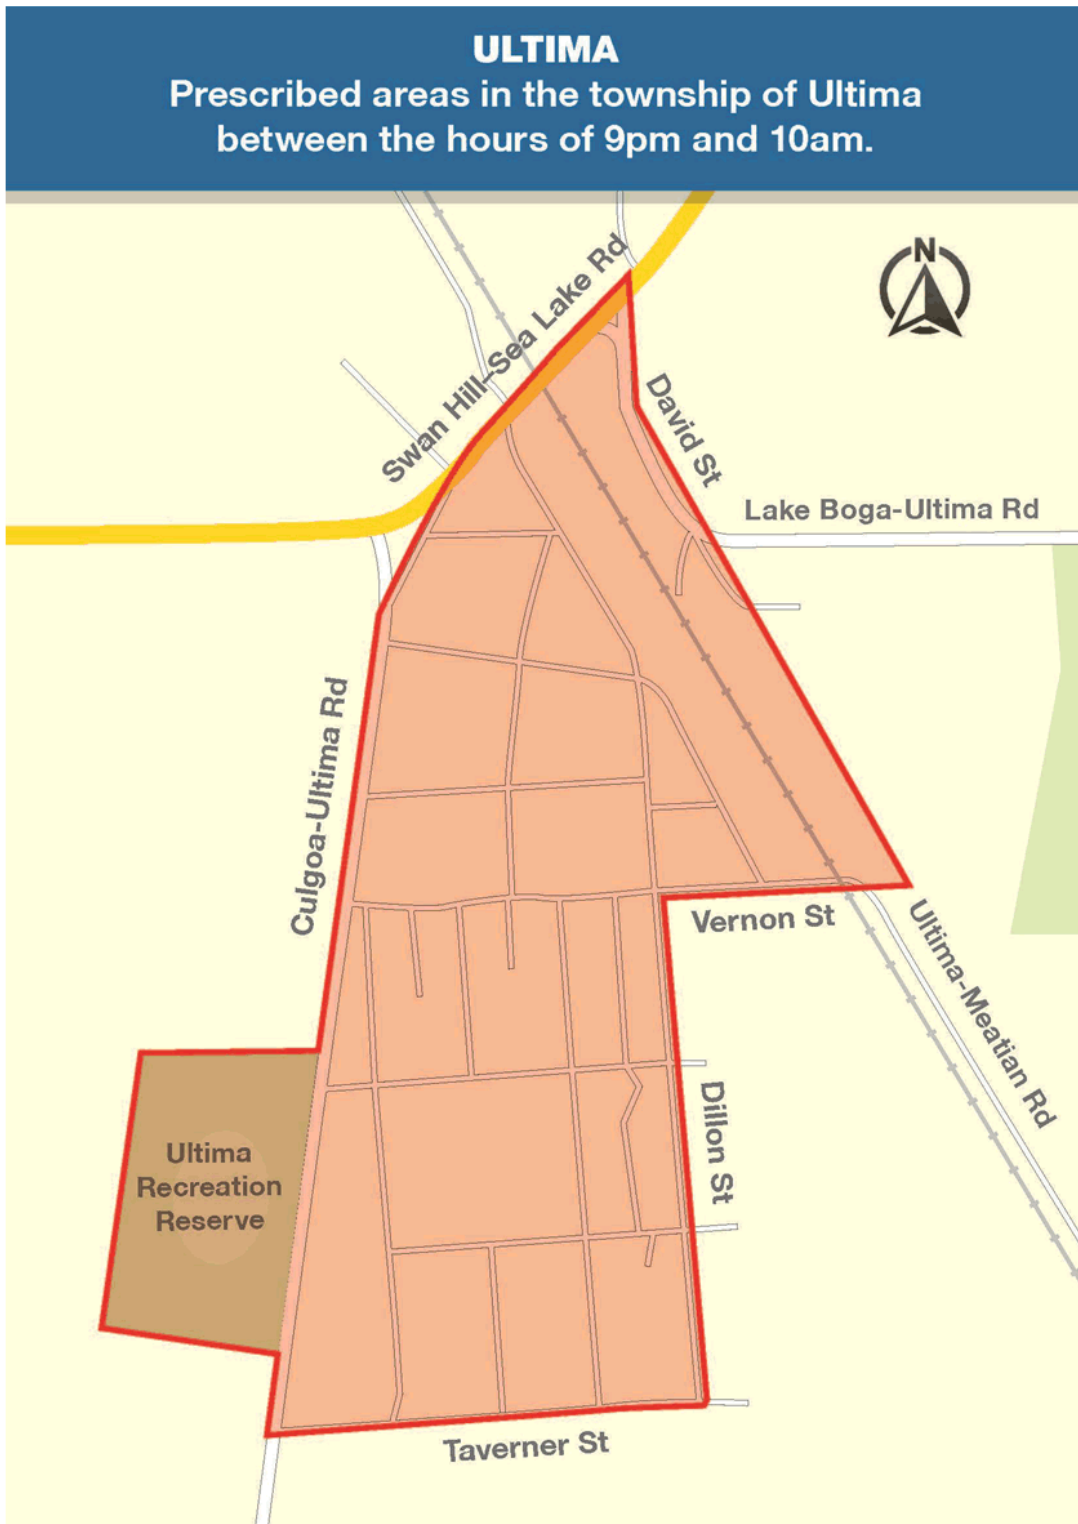 ULTIMA
Prescribed areas in the township of Ultima
between the hours of 9pm and 10am.
N
Swan Hill–Sea Lake Rd
David St
Lake Boga-Ultima Rd
Culgoa-Ultima Rd
Vernon St
Ultima-Meatian Rd
Dillon St
Ultima
Recreation
Reserve
Taverner St